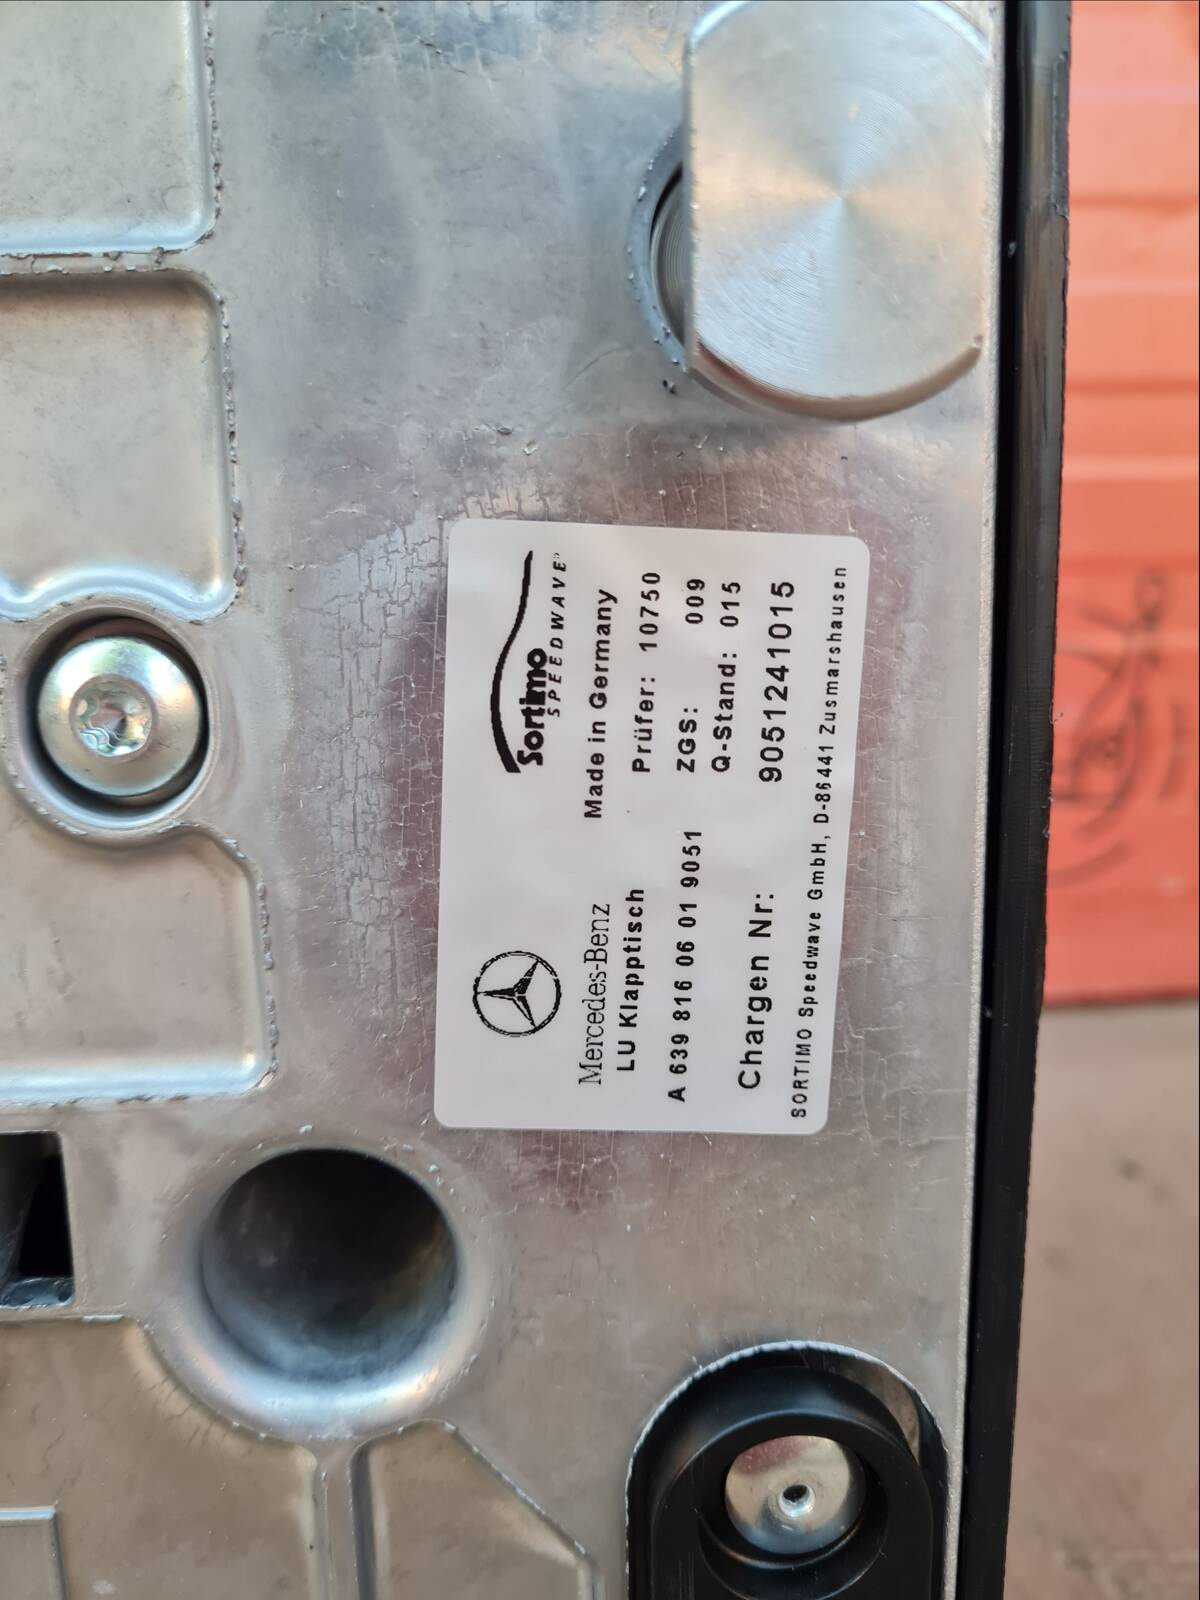 Mercedes-Benz
LU Klapptisch
A 639 816 06 01 9051
Sortimo
SPEEDWAVE
Made in Germany
Prüfer: 10750
ZGS: 009
Q-Stand: 015
Chargen Nr: 9051241015
SORTIMO Speedwave GmbH, D-86441 Zusmarshausen